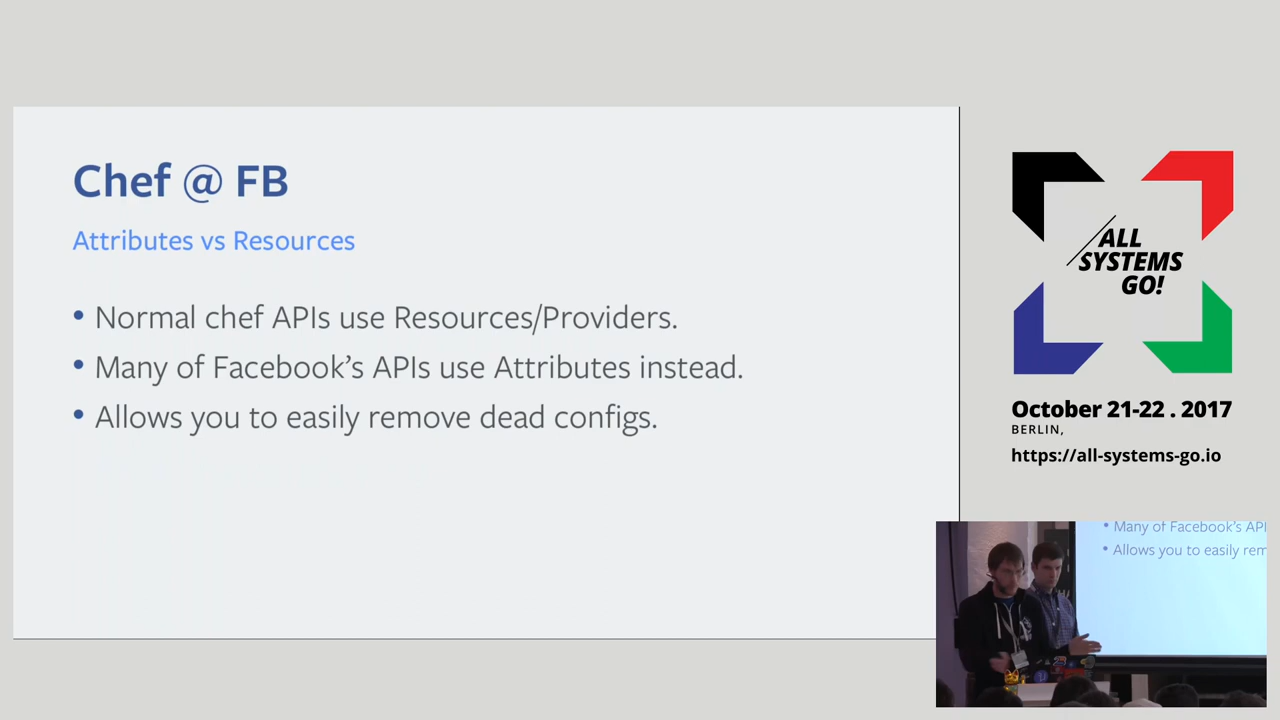 Chef @ FB
Attributes vs Resources
• Normal chef APIs use Resources/Providers.
• Many of Facebook’s APIs use Attributes instead.
• Allows you to easily remove dead configs.
ALL
SYSTEMS
GO!
October 21-22 . 2017
BERLIN,
https://all-systems-go.io
• Many of Facebook's API
• Allows you to easily rem